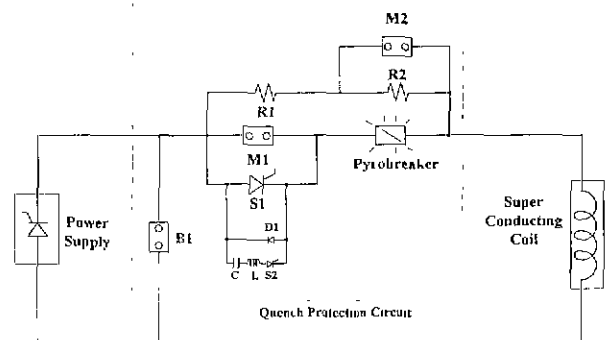 M2
R1
R2
M1
Pyrobreaker
S1
Power
Supply
B1
D1
C L S2
Super
Conducting
Coil
Quench Protection Circuit